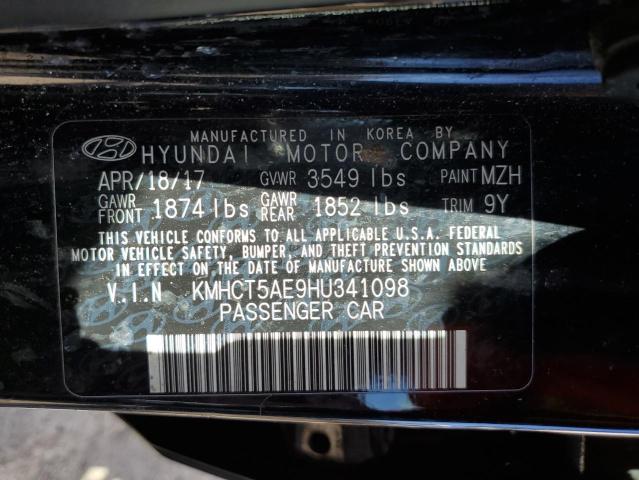 MANUFACTURED IN KOREA BY
HYUNDAI MOTOR COMPANY
APR/18/17 GVWR 3549 lbs PAINT MZH
GAWR FRONT 1874 lbs GAWR REAR 1852 lbs TRIM 9Y
THIS VEHICLE CONFORMS TO ALL APPLICABLE U.S.A. FEDERAL
MOTOR VEHICLE SAFETY, BUMPER, AND THEFT PREVENTION STANDARDS
IN EFFECT ON THE DATE OF MANUFACTURE SHOWN ABOVE.
V.I.N KMHCT5AE9HU341098
PASSENGER CAR